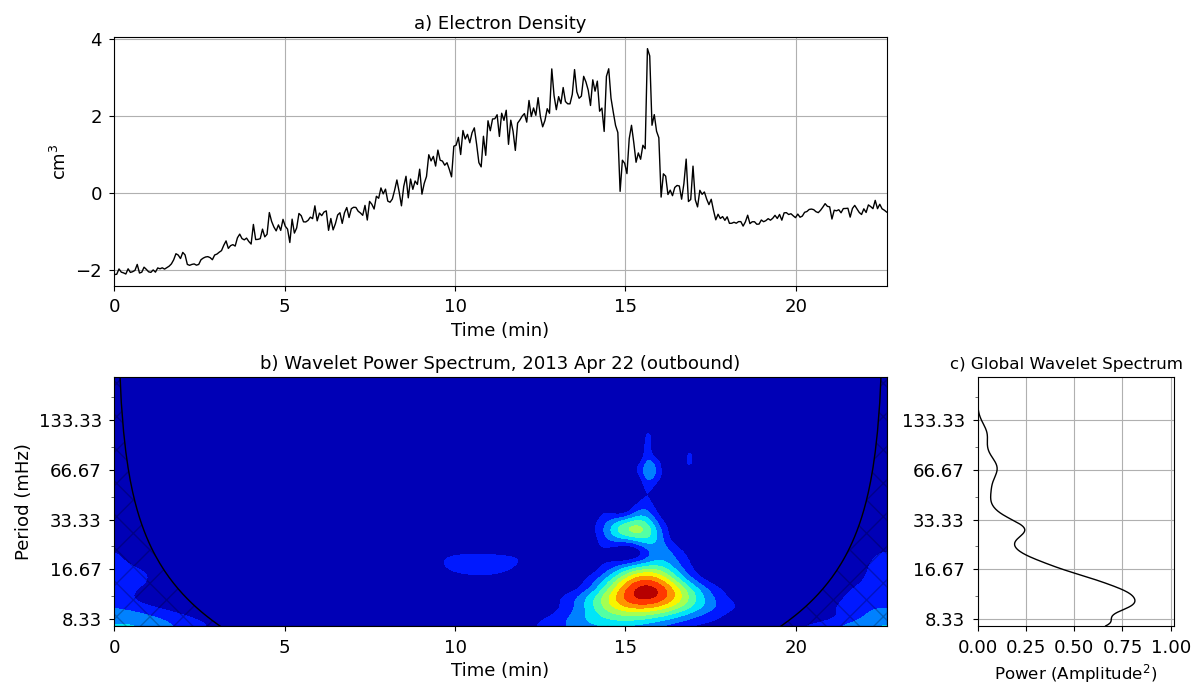 a) Electron Density
4
2
0
−2
cm³
0 5 10 15 20
Time (min)
b) Wavelet Power Spectrum, 2013 Apr 22 (outbound)
133.33
66.67
33.33
16.67
8.33
Period (mHz)
0 5 10 15 20
Time (min)
c) Global Wavelet Spectrum
133.33
66.67
33.33
16.67
8.33
0.00 0.25 0.50 0.75 1.00
Power (Amplitude²)